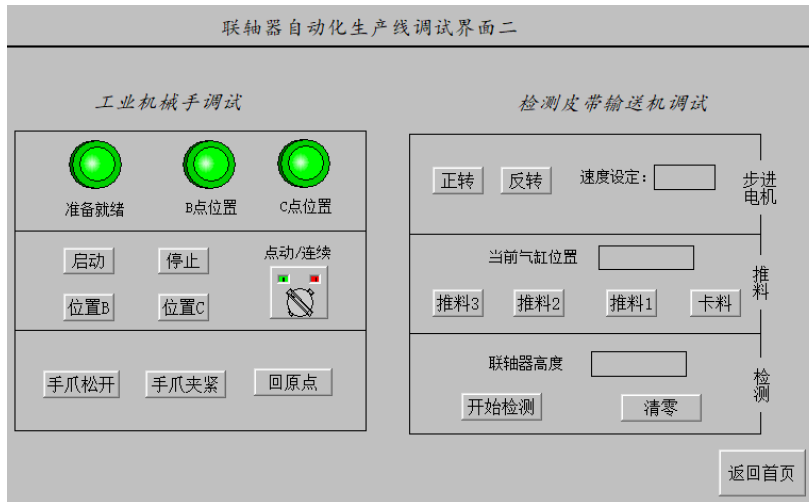 联轴器自动化生产线调试界面二
工业机械手调试
准备就绪 B点位置 C点位置
启动 停止 点动/连续
位置B 位置C
手爪松开 手爪夹紧 回原点
检测皮带输送机调试
正转 反转 速度设定：
步进
电机
当前气缸位置
推料3 推料2 推料1 卡料
推
料
联轴器高度
开始检测 清零
检
测
返回首页